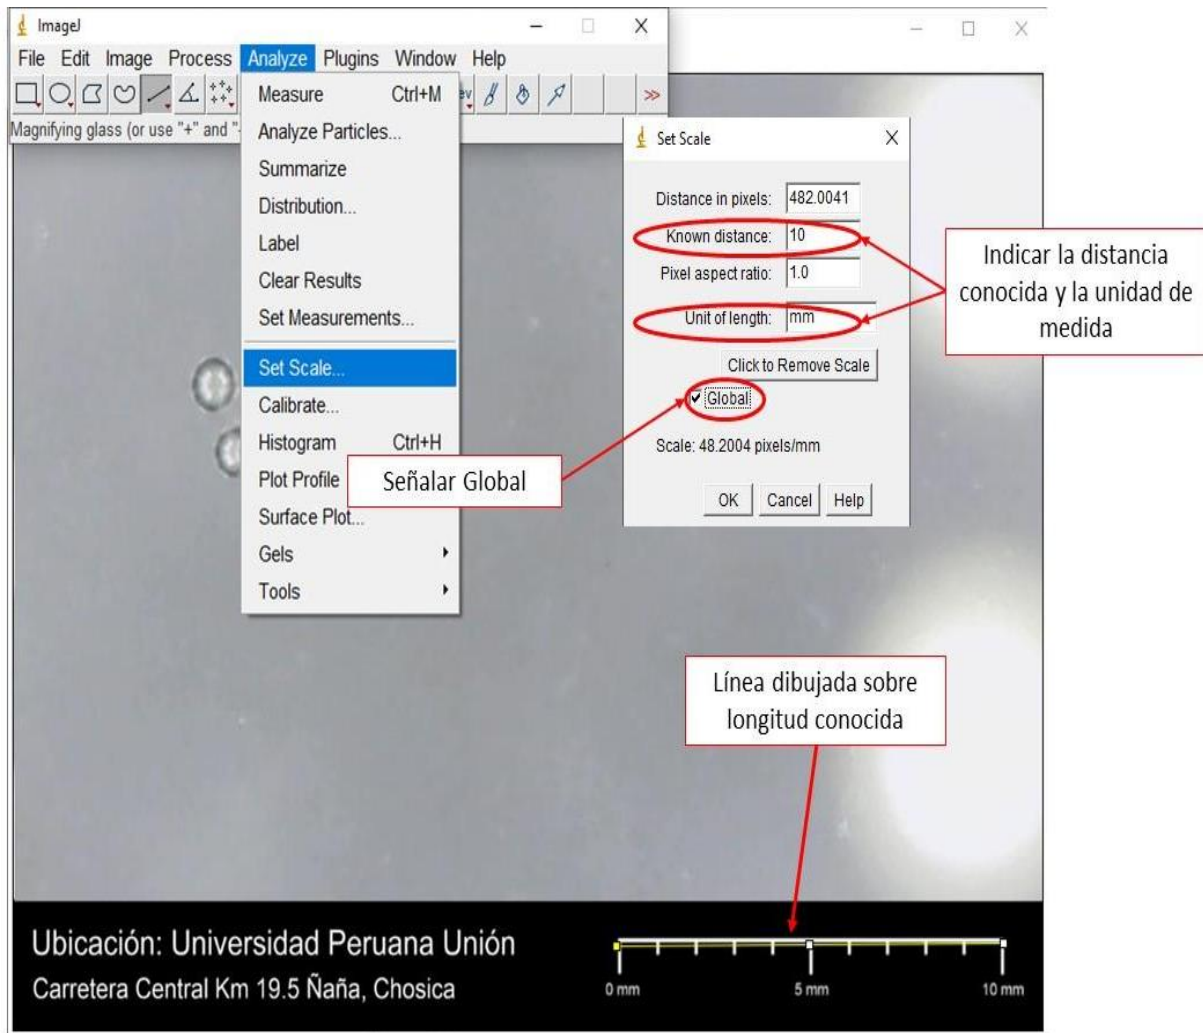 ImageJ
File Edit Image Process Analyze Plugins Window Help
Magnifying glass (or use "+" and "-
Measure Ctrl+M
Analyze Particles...
Summarize
Distribution...
Label
Clear Results
Set Measurements...
Set Scale...
Calibrate...
Histogram Ctrl+H
Plot Profile
Surface Plot...
Gels
Tools
Set Scale
Distance in pixels: 482.0041
Known distance: 10
Pixel aspect ratio: 1.0
Unit of length: mm
Click to Remove Scale
Global
Scale: 48.2004 pixels/mm
OK Cancel Help
Indicar la distancia
conocida y la unidad de
medida
Señalar Global
Línea dibujada sobre
longitud conocida
Ubicación: Universidad Peruana Unión
Carretera Central Km 19.5 Ñaña, Chosica
0 mm 5 mm 10 mm